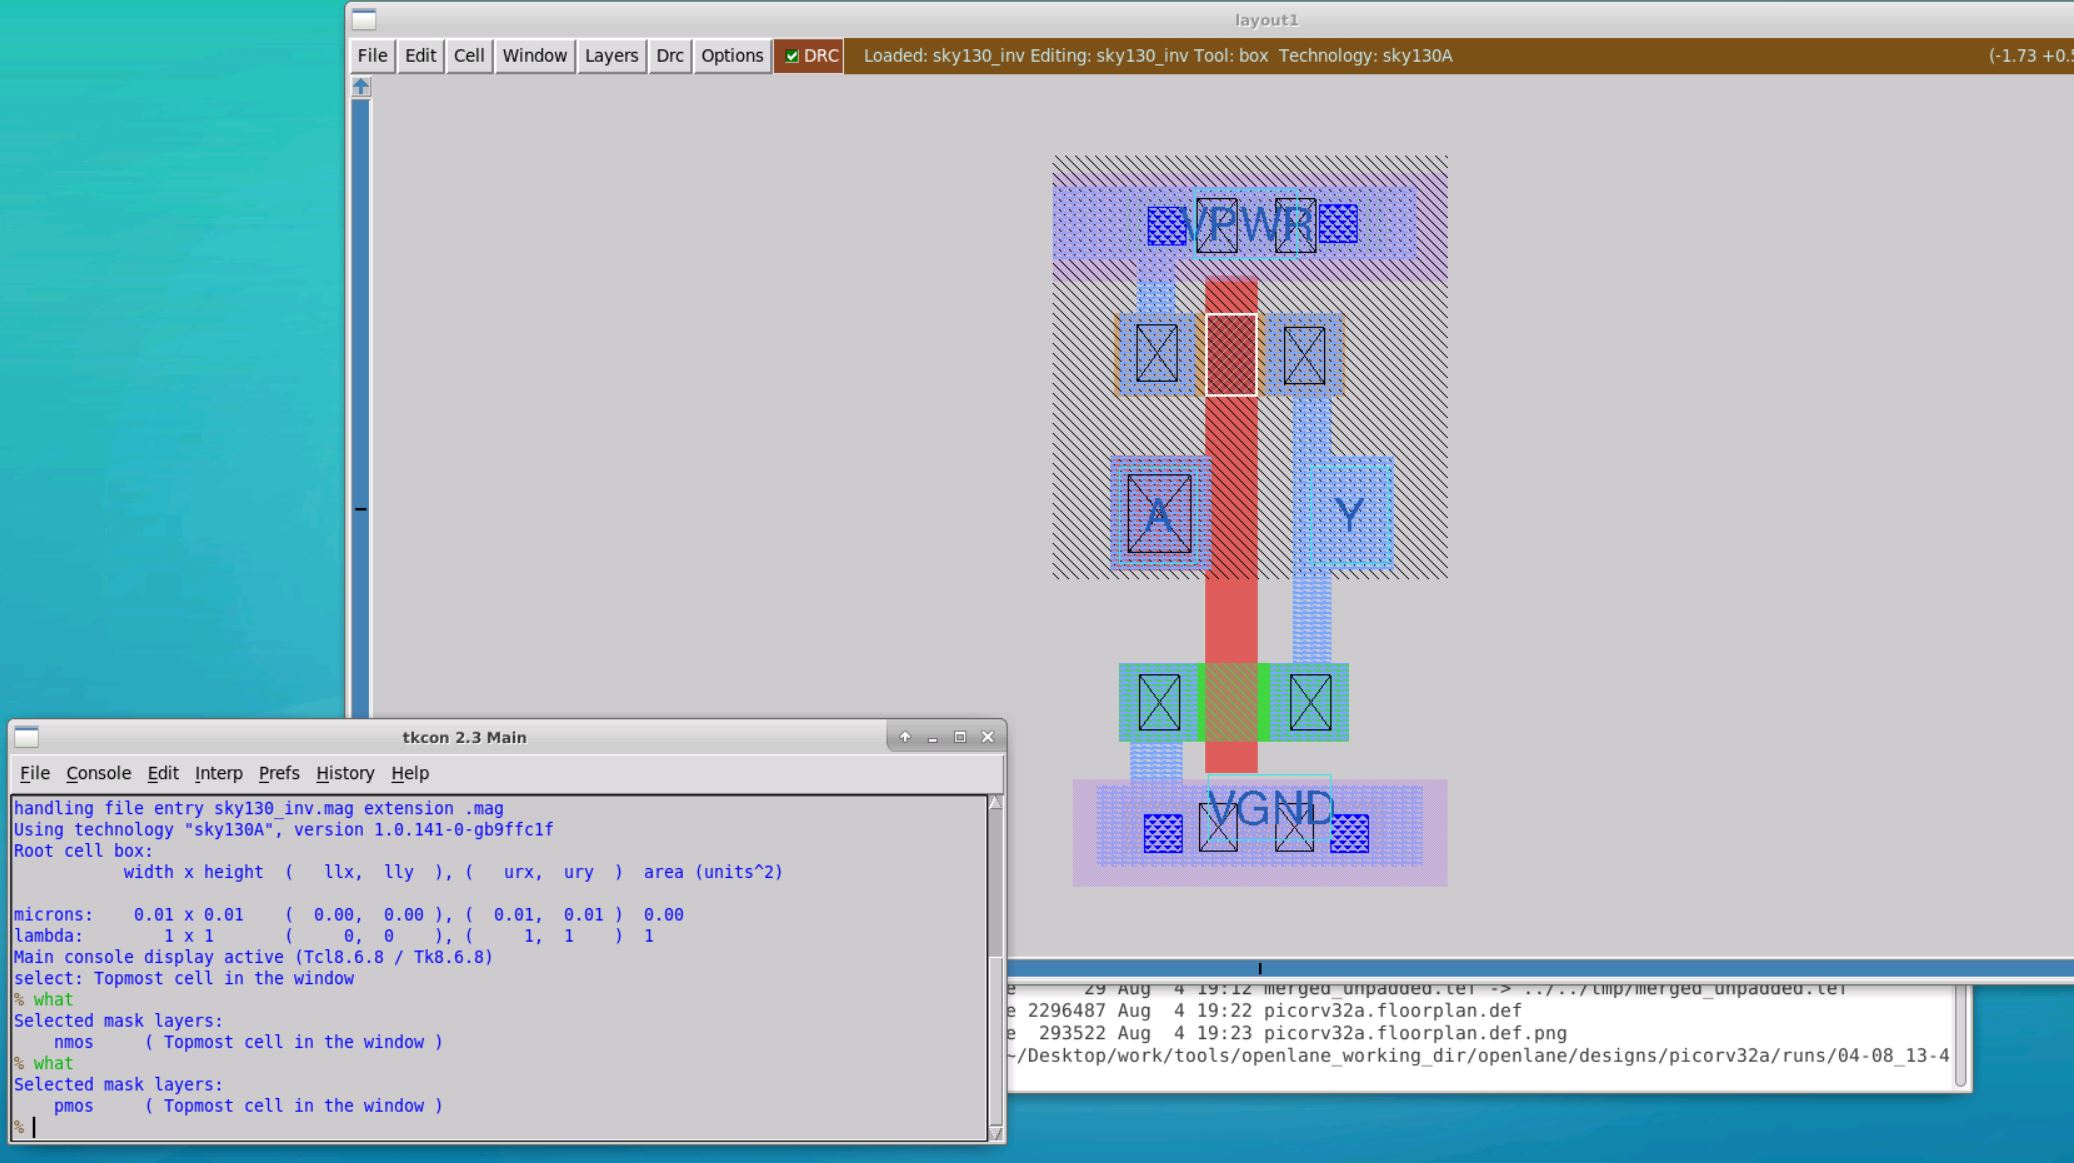 layout1
File Edit Cell Window Layers Drc Options DRC Loaded: sky130_inv Editing: sky130_inv Tool: box Technology: sky130A (-1.73 +0.5
VPWR
A Y
VGND
tkcon 2.3 Main
File Console Edit Interp Prefs History Help
handling file entry sky130_inv.mag extension .mag
Using technology "sky130A", version 1.0.141-0-gb9ffc1f
Root cell box:
width x height ( llx, lly ), ( urx, ury ) area (units^2)
microns: 0.01 x 0.01 ( 0.00, 0.00 ), ( 0.01, 0.01 ) 0.00
lambda: 1 x 1 ( 0, 0 ), ( 1, 1 ) 1
Main console display active (Tcl8.6.8 / Tk8.6.8)
select: Topmost cell in the window
% what
Selected mask layers:
nmos ( Topmost cell in the window )
% what
Selected mask layers:
pmos ( Topmost cell in the window )
%
e 29 Aug 4 19:12 merged_unpadded.lef -> ../../tmp/merged_unpadded.lef
e 2296487 Aug 4 19:22 picorv32a.floorplan.def
e 293522 Aug 4 19:23 picorv32a.floorplan.def.png
~/Desktop/work/tools/openlane_working_dir/openlane/designs/picorv32a/runs/04-08_13-4